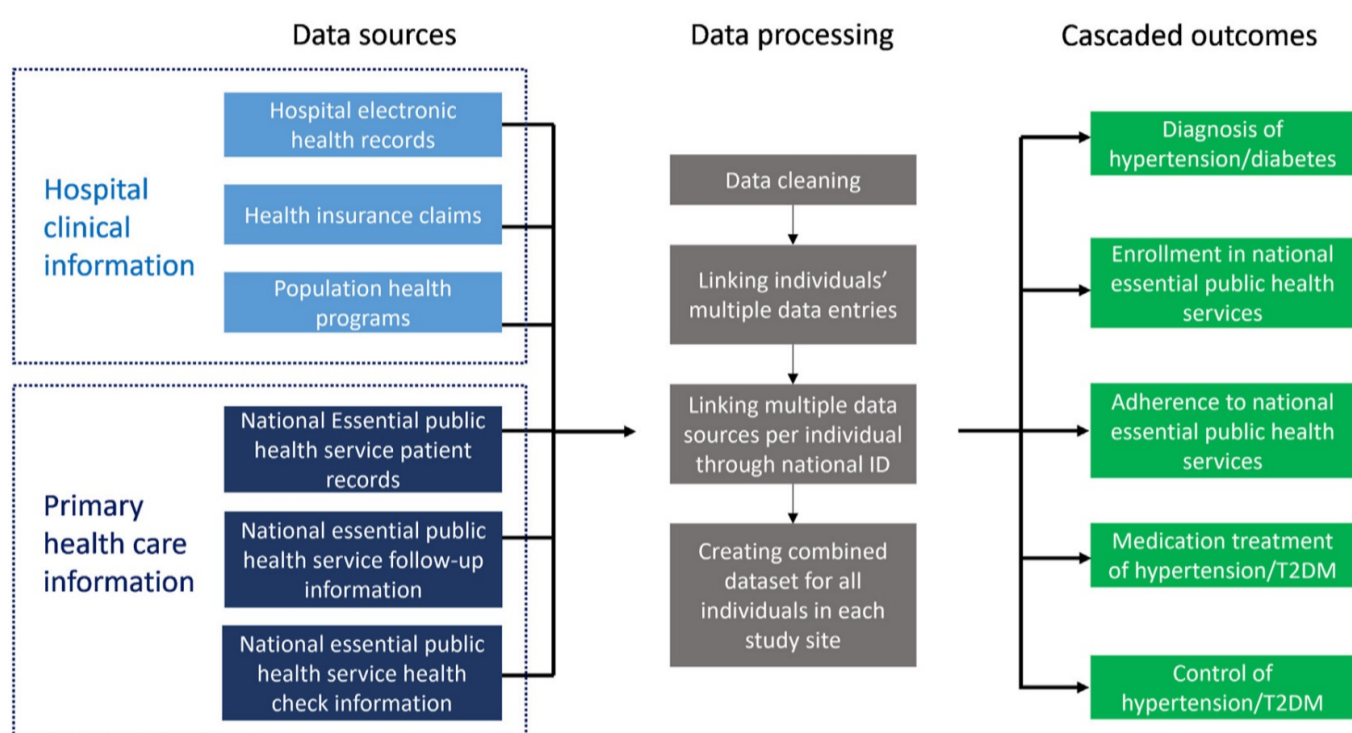 Data sources
Data processing
Cascaded outcomes
Hospital
clinical
information
Hospital electronic
health records
Health insurance claims
Population health
programs
Primary
health care
information
National Essential public
health service patient
records
National essential public
health service follow-up
information
National essential public
health service health
check information
Data cleaning
Linking individuals’
multiple data entries
Linking multiple data
sources per individual
through national ID
Creating combined
dataset for all
individuals in each
study site
Diagnosis of
hypertension/diabetes
Enrollment in national
essential public health
services
Adherence to national
essential public health
services
Medication treatment
of hypertension/T2DM
Control of
hypertension/T2DM